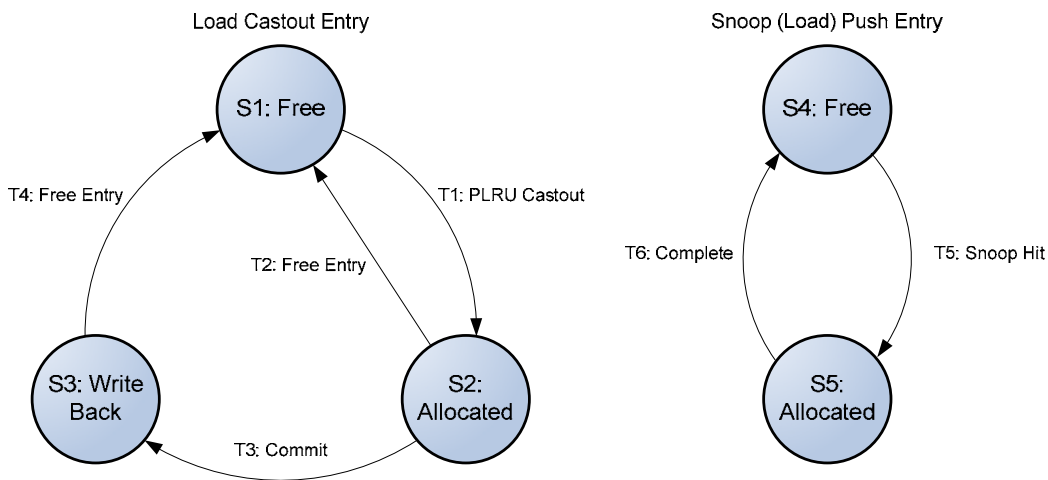 Load Castout Entry
Snoop (Load) Push Entry
S1: Free
S4: Free
T4: Free Entry
T1: PLRU Castout
T2: Free Entry
T6: Complete
T5: Snoop Hit
S3: Write
Back
S2:
Allocated
S5:
Allocated
T3: Commit